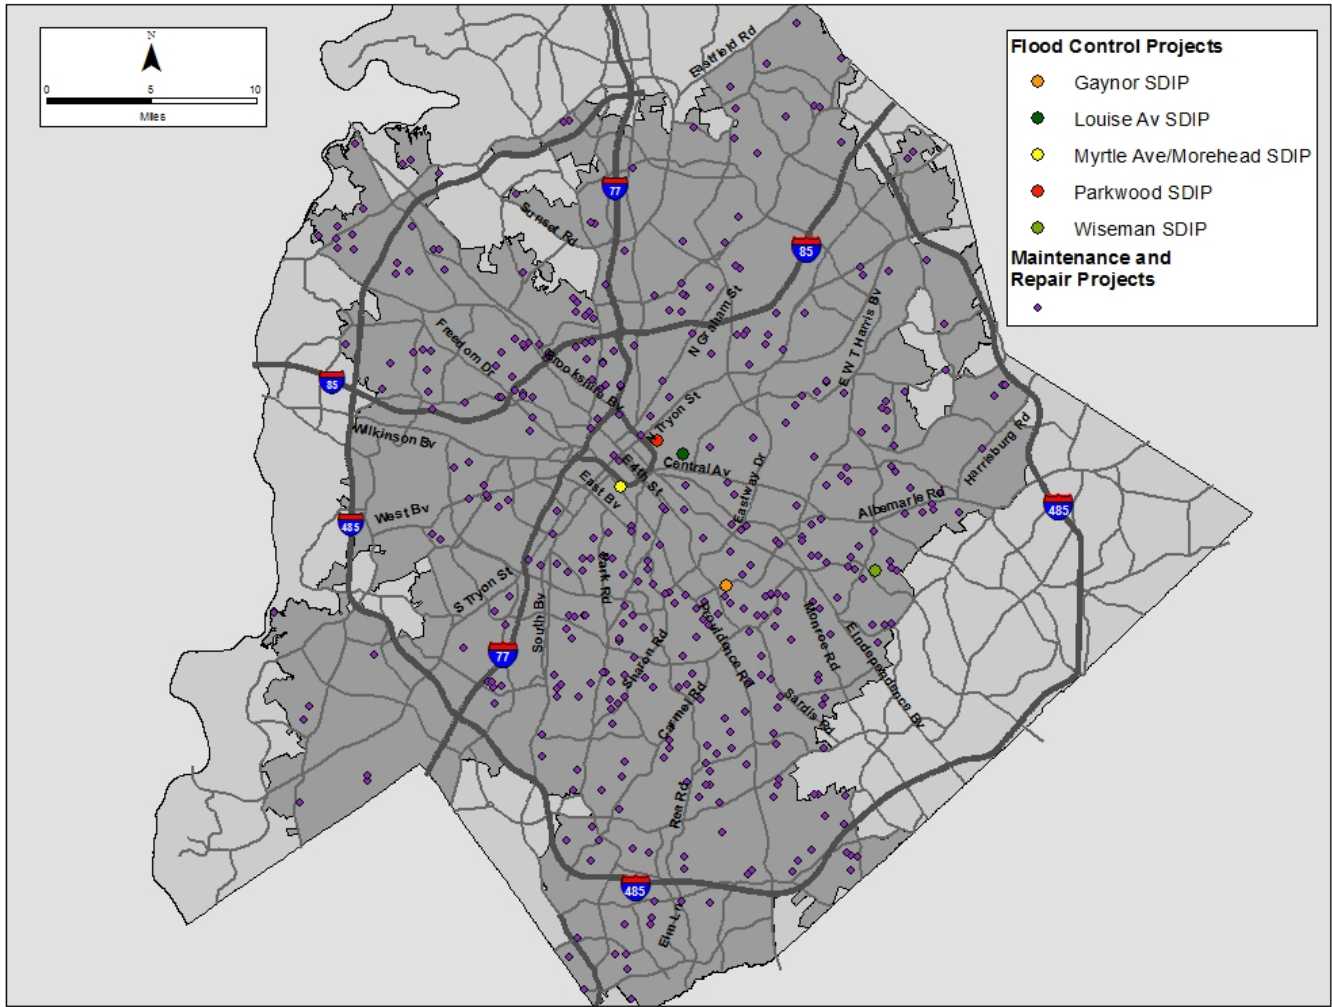 N
0 5 10
Miles
Flood Control Projects
Gaynor SDIP
Louise Av SDIP
Myrtle Ave/Morehead SDIP
Parkwood SDIP
Wiseman SDIP
Maintenance and
Repair Projects
Eastfield Rd
77
Sunset Rd
85
N Graham St
E W T Harris Bv
Freedom Dr
Brookshire Bv
85
N Tryon St
Wilkinson Bv
Harrisburg Rd
Central Av
E 4th St
East Bv
Eastway Dr
Albemarle Rd
485
West Bv
485
Park Rd
S Tryon St
South Bv
Providence Rd
Monroe Rd
E Independence Bv
77
Sharon Rd
Carmel Rd
Sardis Rd
Rea Rd
485
Elm Ln